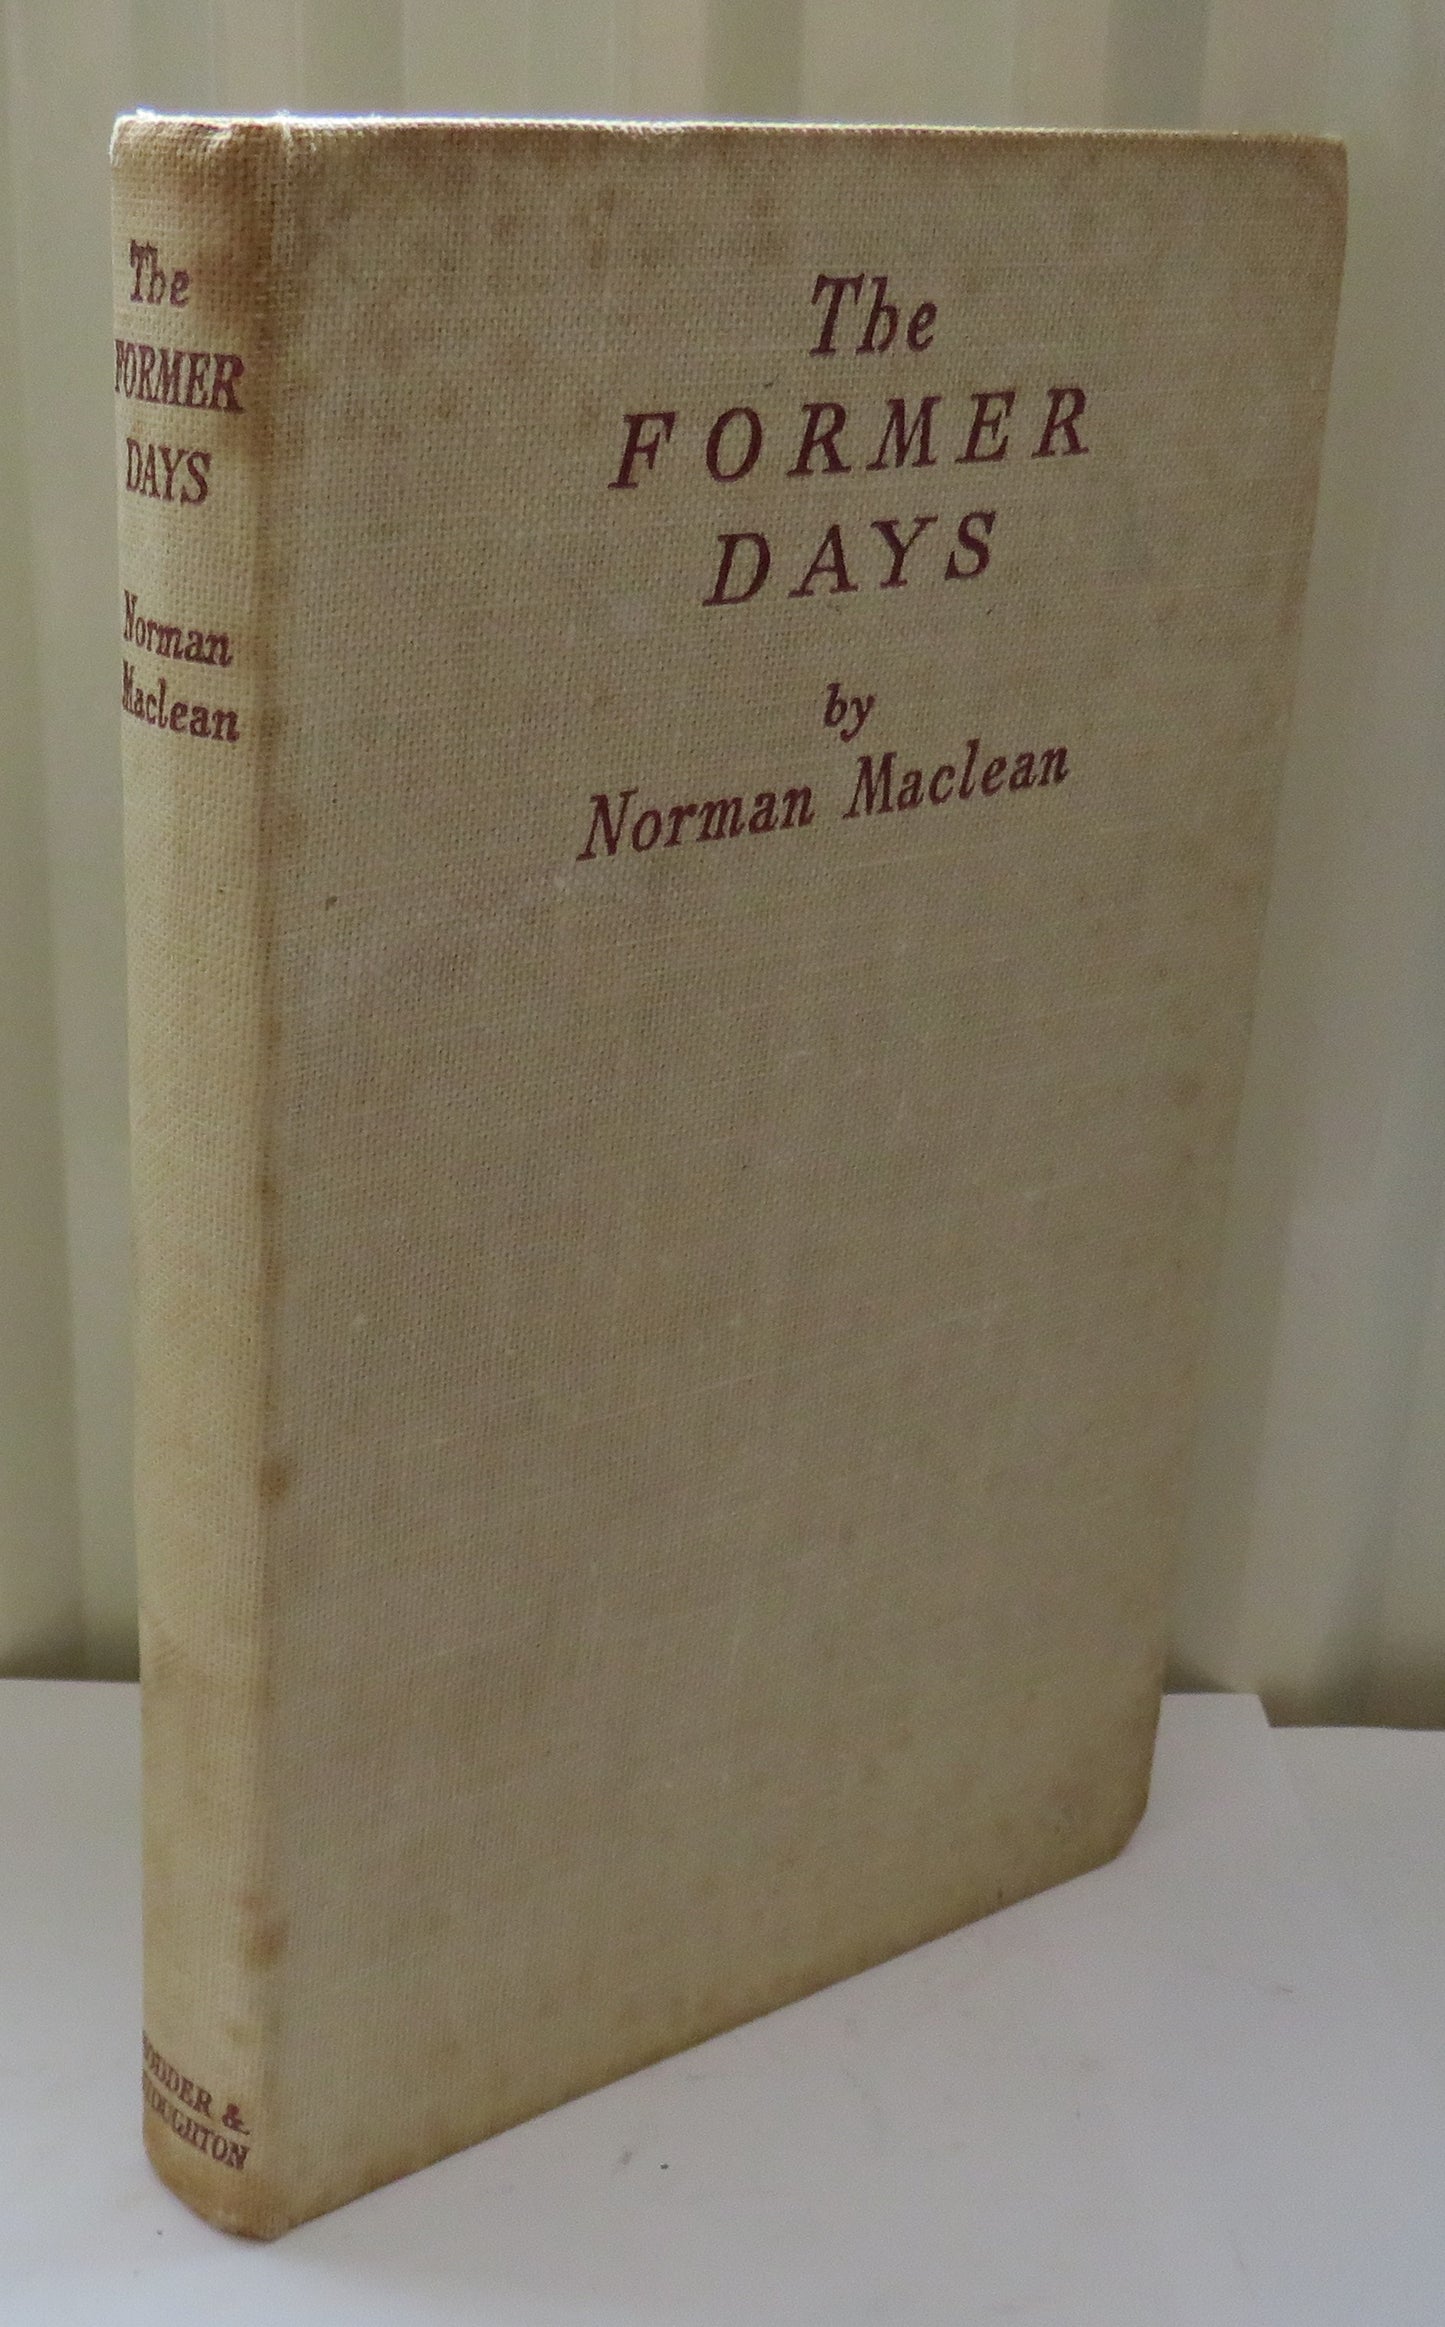 The
FORMER
DAYS
Norman
Maclean
HODDER &
STOUGHTON
The
FORMER
DAYS
by
Norman Maclean